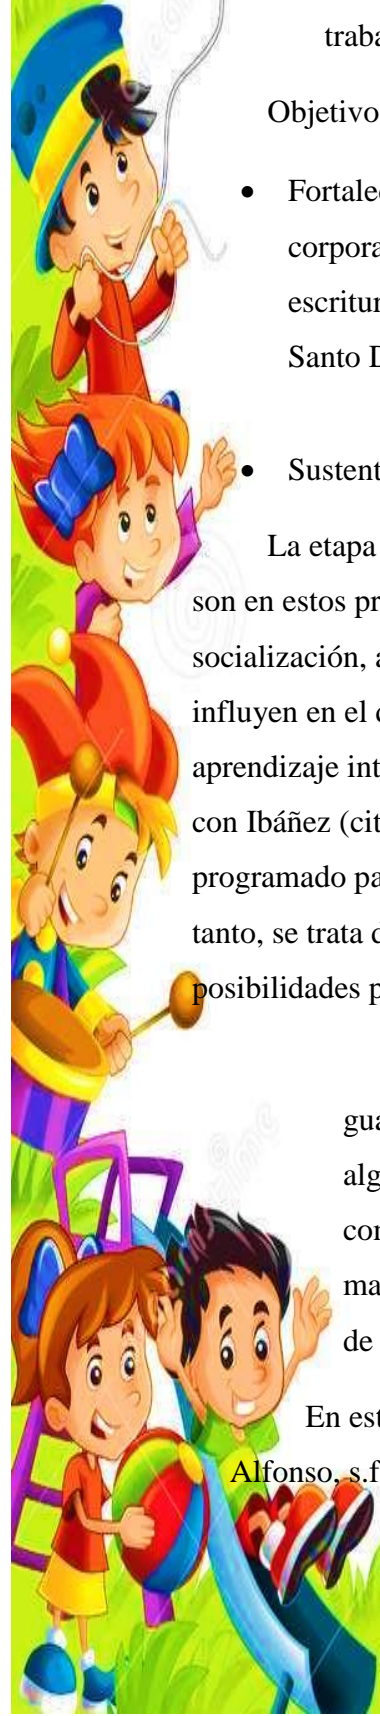 traba
Objetivo
• Fortalec
corpora
escritur
Santo D
• Sustent
La etapa
son en estos pr
socialización, a
influyen en el d
aprendizaje int
con Ibáñez (cit
programado pa
tanto, se trata d
posibilidades p
gua
alg
con
ma
de
En est
Alfonso, s.f